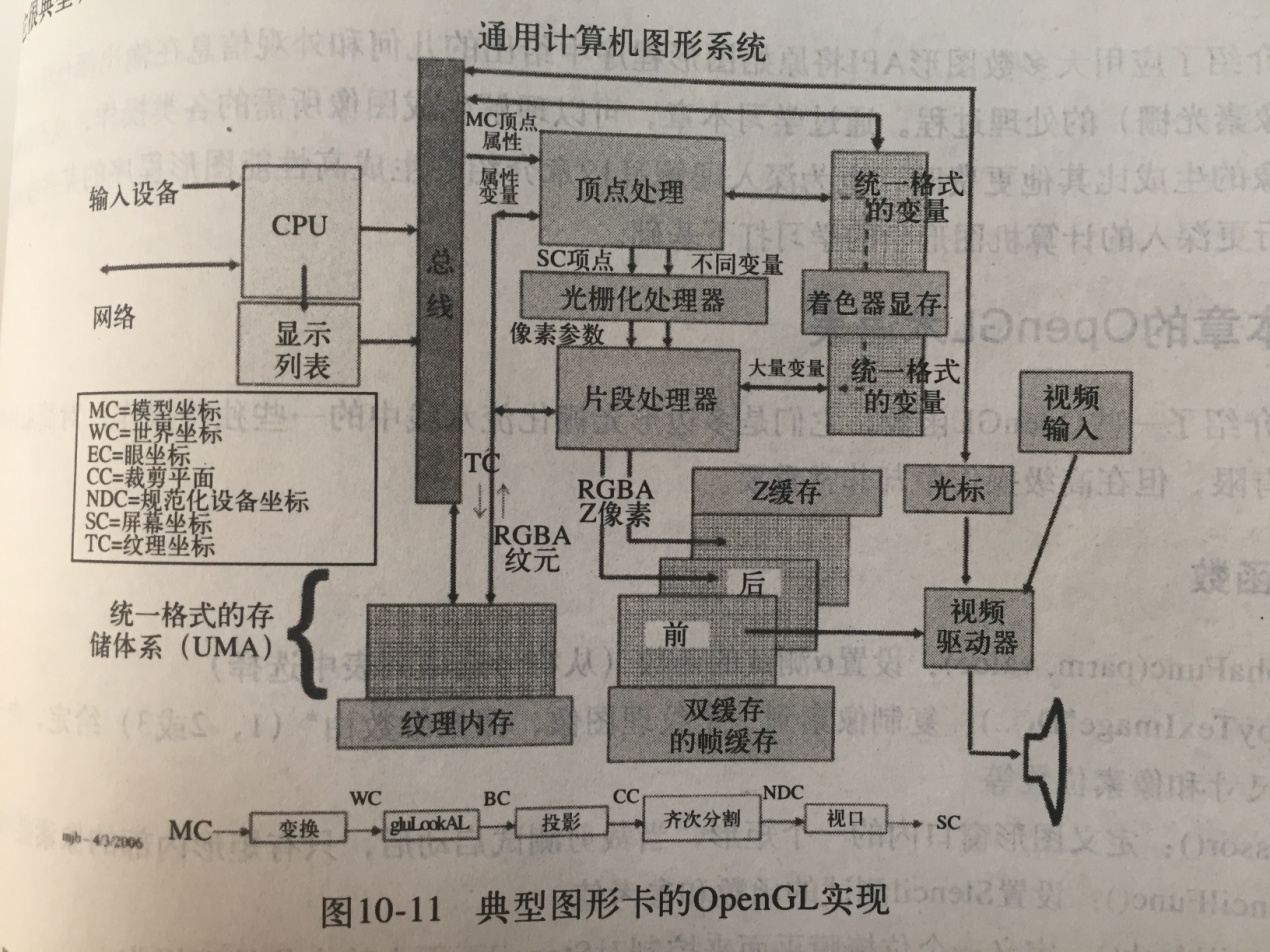 通用计算机图形系统
MC顶点
属性
属性
变量
输入设备
CPU
网络
显示
列表
总
线
顶点处理
统一格式
的变量
SC项点
不同变量
光栅化处理器
着色器显存
像素参数
片段处理器
大量变量
统一格式
的变量
视频
输入
MC=模型坐标
WC=世界坐标
EC=眼坐标
CC=裁剪平面
NDC=规范化设备坐标
SC=屏幕坐标
TC=纹理坐标
TC
RGBA
纹元
RGBA
Z像素
Z缓存
光标
后
前
视频
驱动器
统一格式的存
储体系（UMA）
纹理内存
双缓存
的帧缓存
MC
变换
WC
gluLookAL
BC
投影
CC
齐次分割
NDC
视口
SC
mjb – 4/3/2006
图10-11 典型图形卡的OpenGL实现